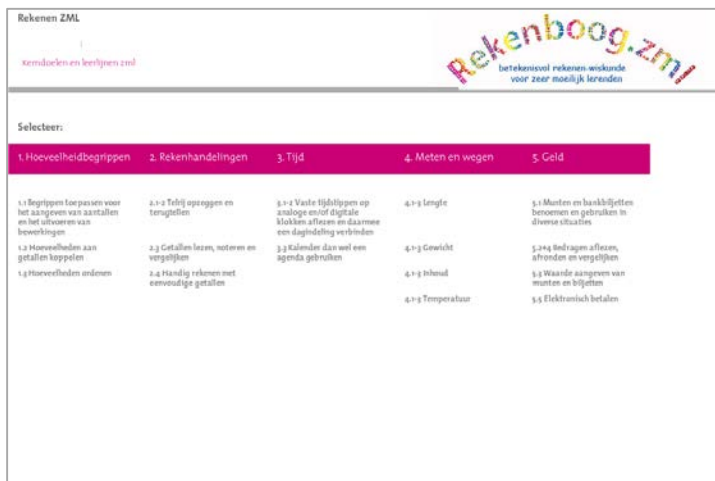 Rekenen ZML
Rekenboog.zml
betekenisvol rekenen-wiskunde
voor zeer moeilijk lerenden
Kerndoelen en leerlijnen zml
Selecteer:
1. Hoeveelheidbegrippen
2. Rekenhandelingen
3. Tijd
4. Meten en wegen
5. Geld
1.1 Begrippen toepassen voor
het aangeven van aantallen
en het uitvoeren van
bewerkingen
1.2 Hoeveelheden aan
getallen koppelen
1.3 Hoeveelheden ordenen
2.1-2 Telrij opzeggen en
terugtellen
2.3 Getallen lezen, noteren en
vergelijken
2.4 Handig rekenen met
eenvoudige getallen
3.1-2 Vaste tijdstippen op
analoge en/of digitale
klokken aflezen en daarmee
een dagindeling verbinden
3.3 Kalender dan wel een
agenda gebruiken
4.1-3 Lengte
4.1-3 Gewicht
4.1-3 Inhoud
4.1-3 Temperatuur
5.1 Munten en bankbiljetten
benoemen en gebruiken in
diverse situaties
5.2+4 Bedragen aflezen,
afronden en vergelijken
5.3 Waarde aangeven van
munten en biljetten
5.5 Elektronisch betalen